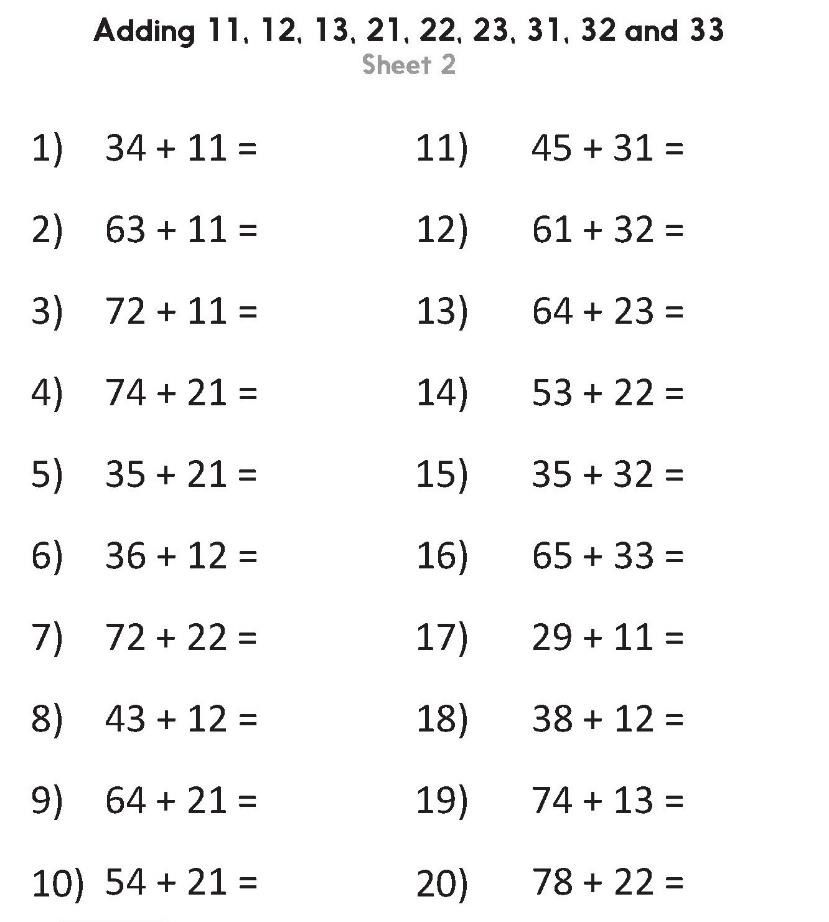 Adding 11, 12, 13, 21, 22, 23, 31, 32 and 33
Sheet 2
1) 34 + 11 =
2) 63 + 11 =
3) 72 + 11 =
4) 74 + 21 =
5) 35 + 21 =
6) 36 + 12 =
7) 72 + 22 =
8) 43 + 12 =
9) 64 + 21 =
10) 54 + 21 =
11) 45 + 31 =
12) 61 + 32 =
13) 64 + 23 =
14) 53 + 22 =
15) 35 + 32 =
16) 65 + 33 =
17) 29 + 11 =
18) 38 + 12 =
19) 74 + 13 =
20) 78 + 22 =